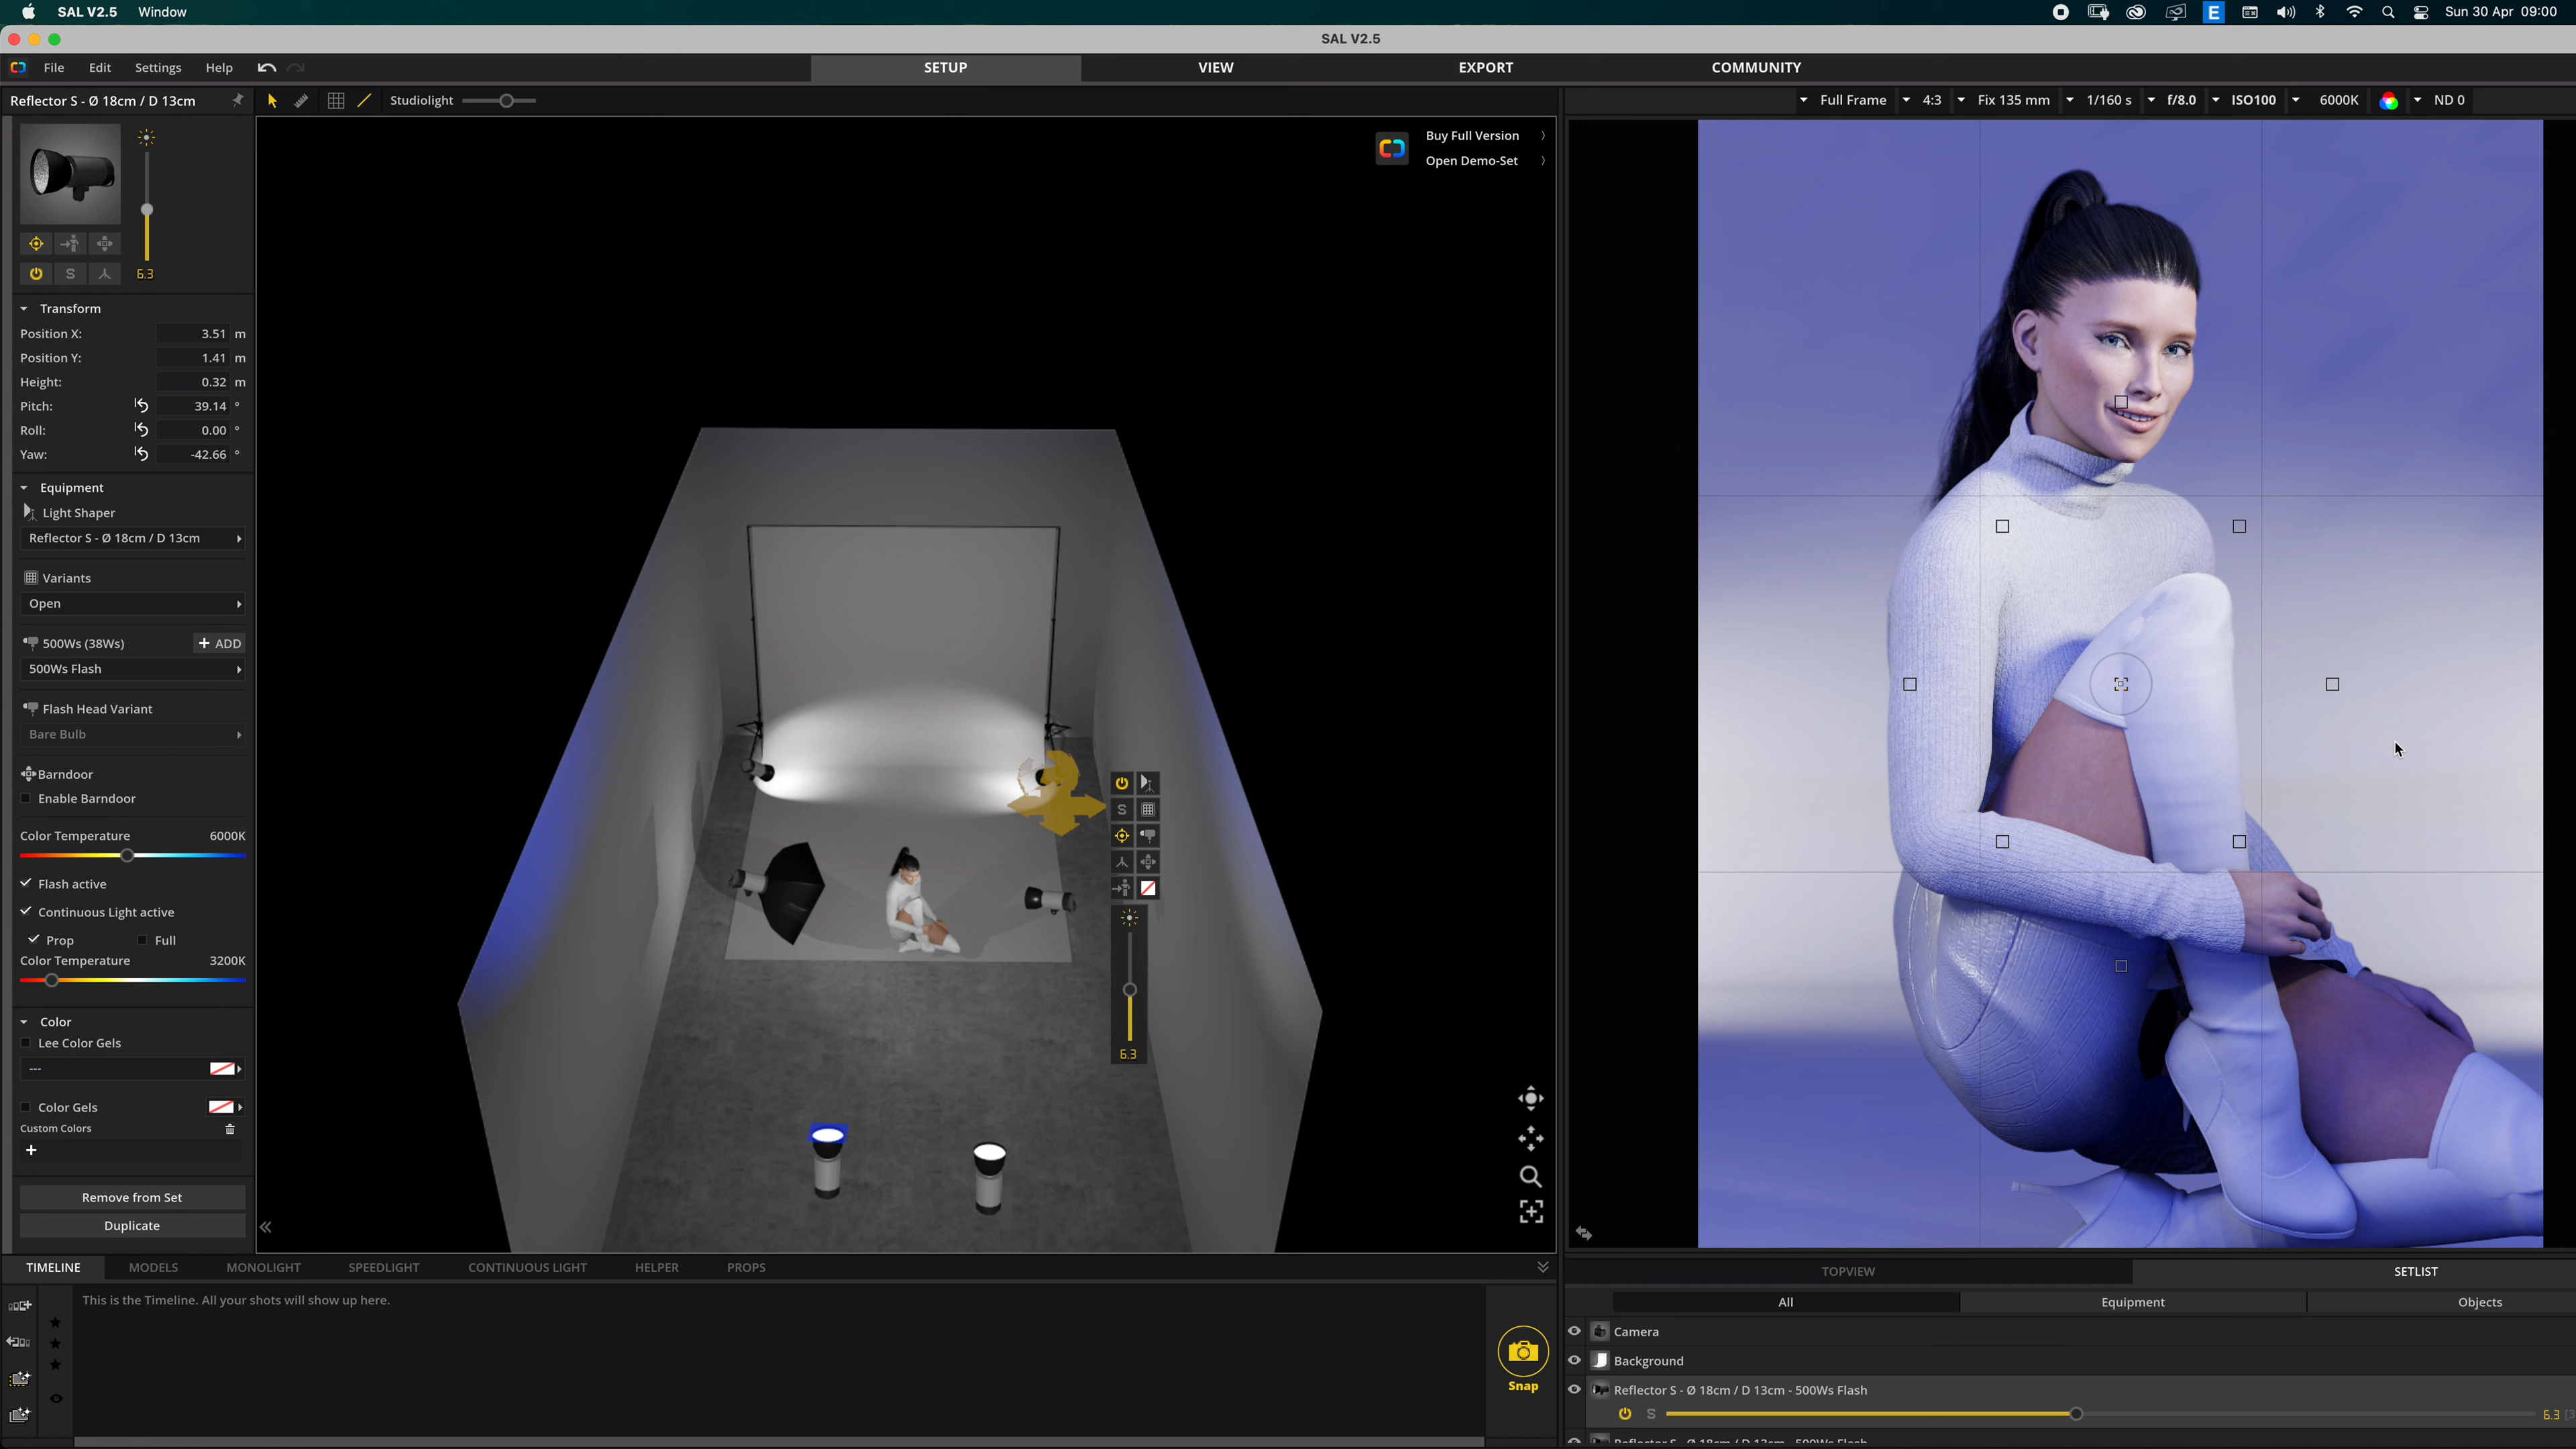 SAL V2.5 Window
E
Sun 30 Apr 09:00
SAL V2.5
File Edit Settings Help
SETUP VIEW EXPORT COMMUNITY
Reflector S - Ø 18cm / D 13cm
Studiolight
Full Frame 4:3 Fix 135 mm 1/160 s f/8.0 ISO100 6000K ND 0
Buy Full Version
Open Demo-Set
S
6.3
Transform
Position X: 3.51 m
Position Y: 1.41 m
Height: 0.32 m
Pitch: 39.14 °
Roll: 0.00 °
Yaw: -42.66 °
Equipment
Light Shaper
Reflector S - Ø 18cm / D 13cm
Variants
Open
500Ws (38Ws) + ADD
500Ws Flash
Flash Head Variant
Bare Bulb
Barndoor
Enable Barndoor
Color Temperature 6000K
Flash active
Continuous Light active
Prop Full
Color Temperature 3200K
Color
Lee Color Gels
---
Color Gels
Custom Colors
+
Remove from Set
Duplicate
S
6.3
TIMELINE MODELS MONOLIGHT SPEEDLIGHT CONTINUOUS LIGHT HELPER PROPS
This is the Timeline. All your shots will show up here.
Snap
TOPVIEW SETLIST
All Equipment Objects
Camera
Background
Reflector S - Ø 18cm / D 13cm - 500Ws Flash
S 6.3 [3
Reflector S - Ø 18cm / D 13cm - 500Ws Flash